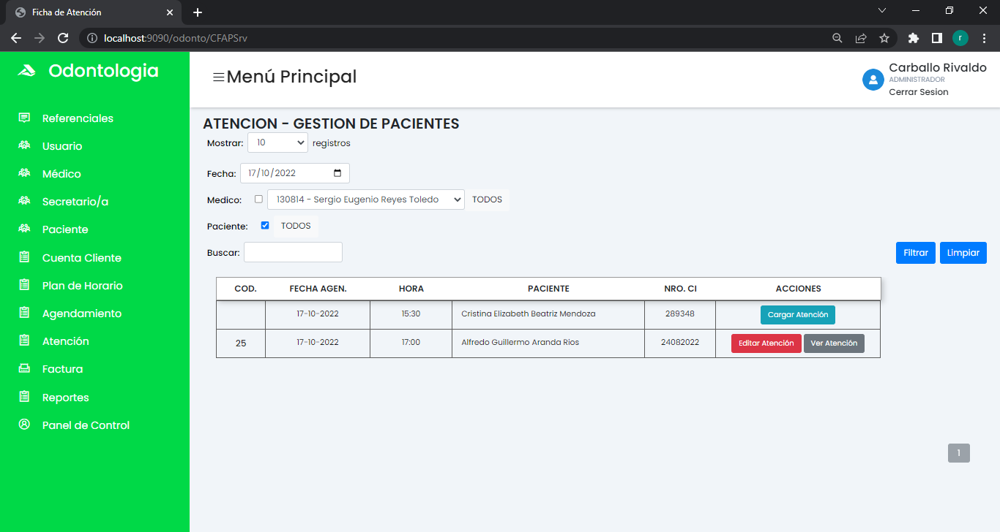 Ficha de Atención
localhost:9090/odonto/CFAPSrv
r
Odontologia
Menú Principal
Carballo Rivaldo
ADMINISTRADOR
Cerrar Sesion
Referenciales
Usuario
Médico
Secretario/a
Paciente
Cuenta Cliente
Plan de Horario
Agendamiento
Atención
Factura
Reportes
Panel de Control
ATENCION - GESTION DE PACIENTES
Mostrar: 10 registros
Fecha: 17/10/2022
Medico: 130814 - Sergio Eugenio Reyes Toledo TODOS
Paciente: TODOS
Buscar:
Filtrar Limpiar
COD. FECHA AGEN. HORA PACIENTE NRO. CI ACCIONES
17-10-2022 15:30 Cristina Elizabeth Beatriz Mendoza 289348 Cargar Atención
25 17-10-2022 17:00 Alfredo Guillermo Aranda Rios 24082022 Editar Atención Ver Atención
1